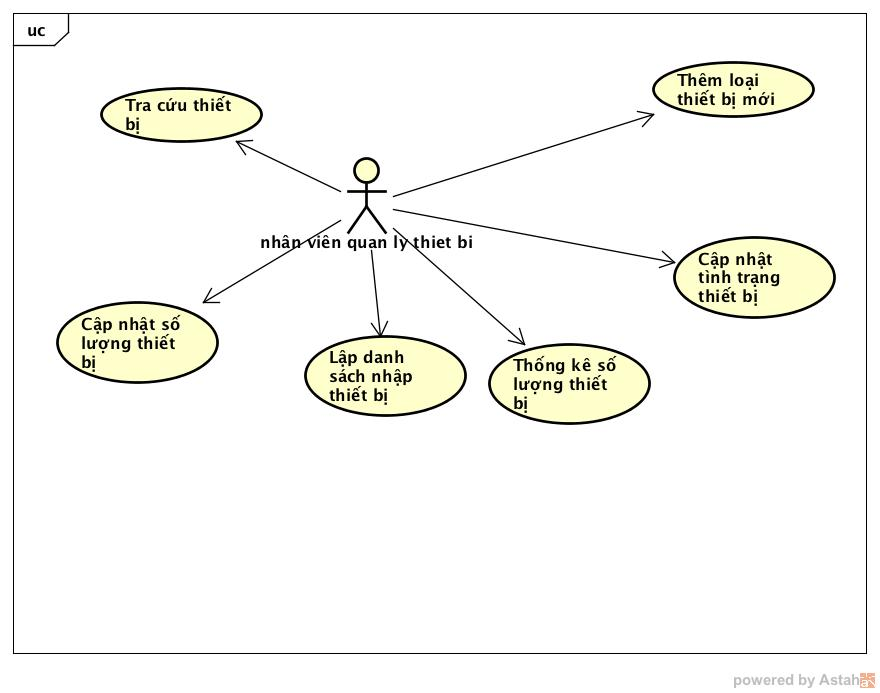 uc
Tra cứu thiết
bị
Thêm loại
thiết bị mới
nhân viên quan ly thiet bi
Cập nhật
tình trạng
thiết bị
Cập nhật số
lượng thiết
bị
Lập danh
sách nhập
thiết bị
Thống kê số
lượng thiết
bị
powered by Astah